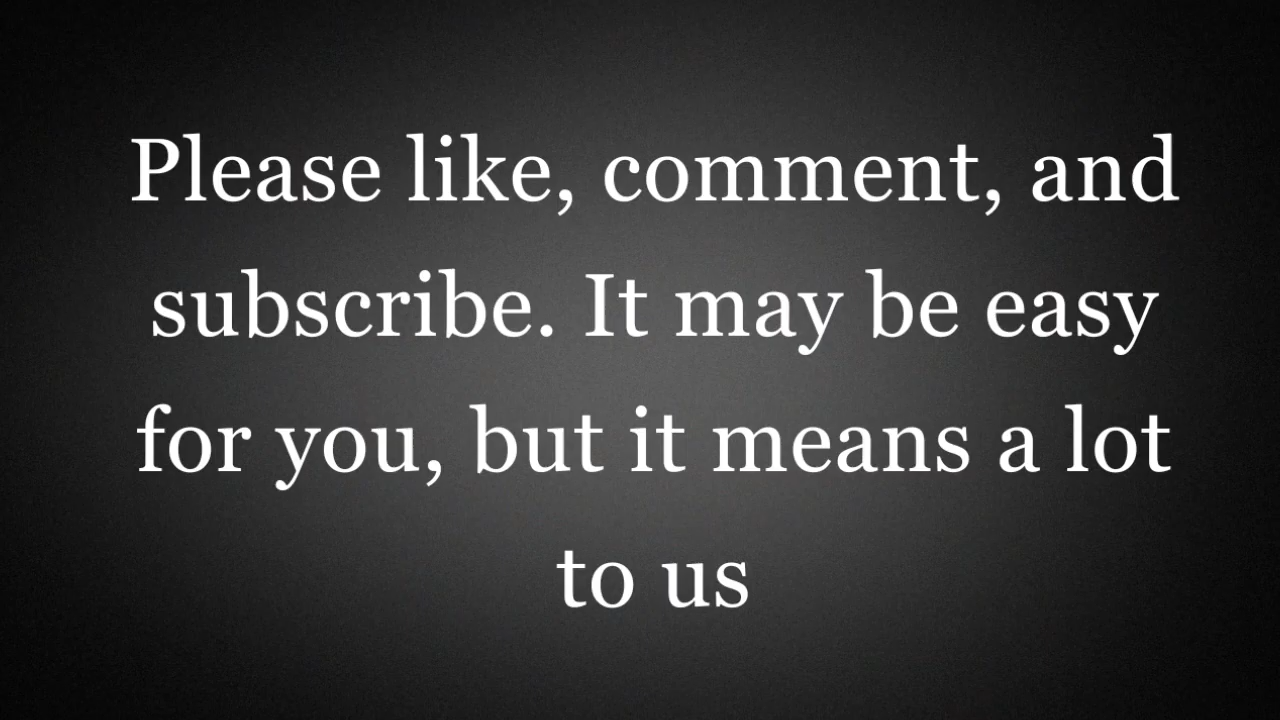 Please like, comment, and
subscribe. It may be easy
for you, but it means a lot
to us